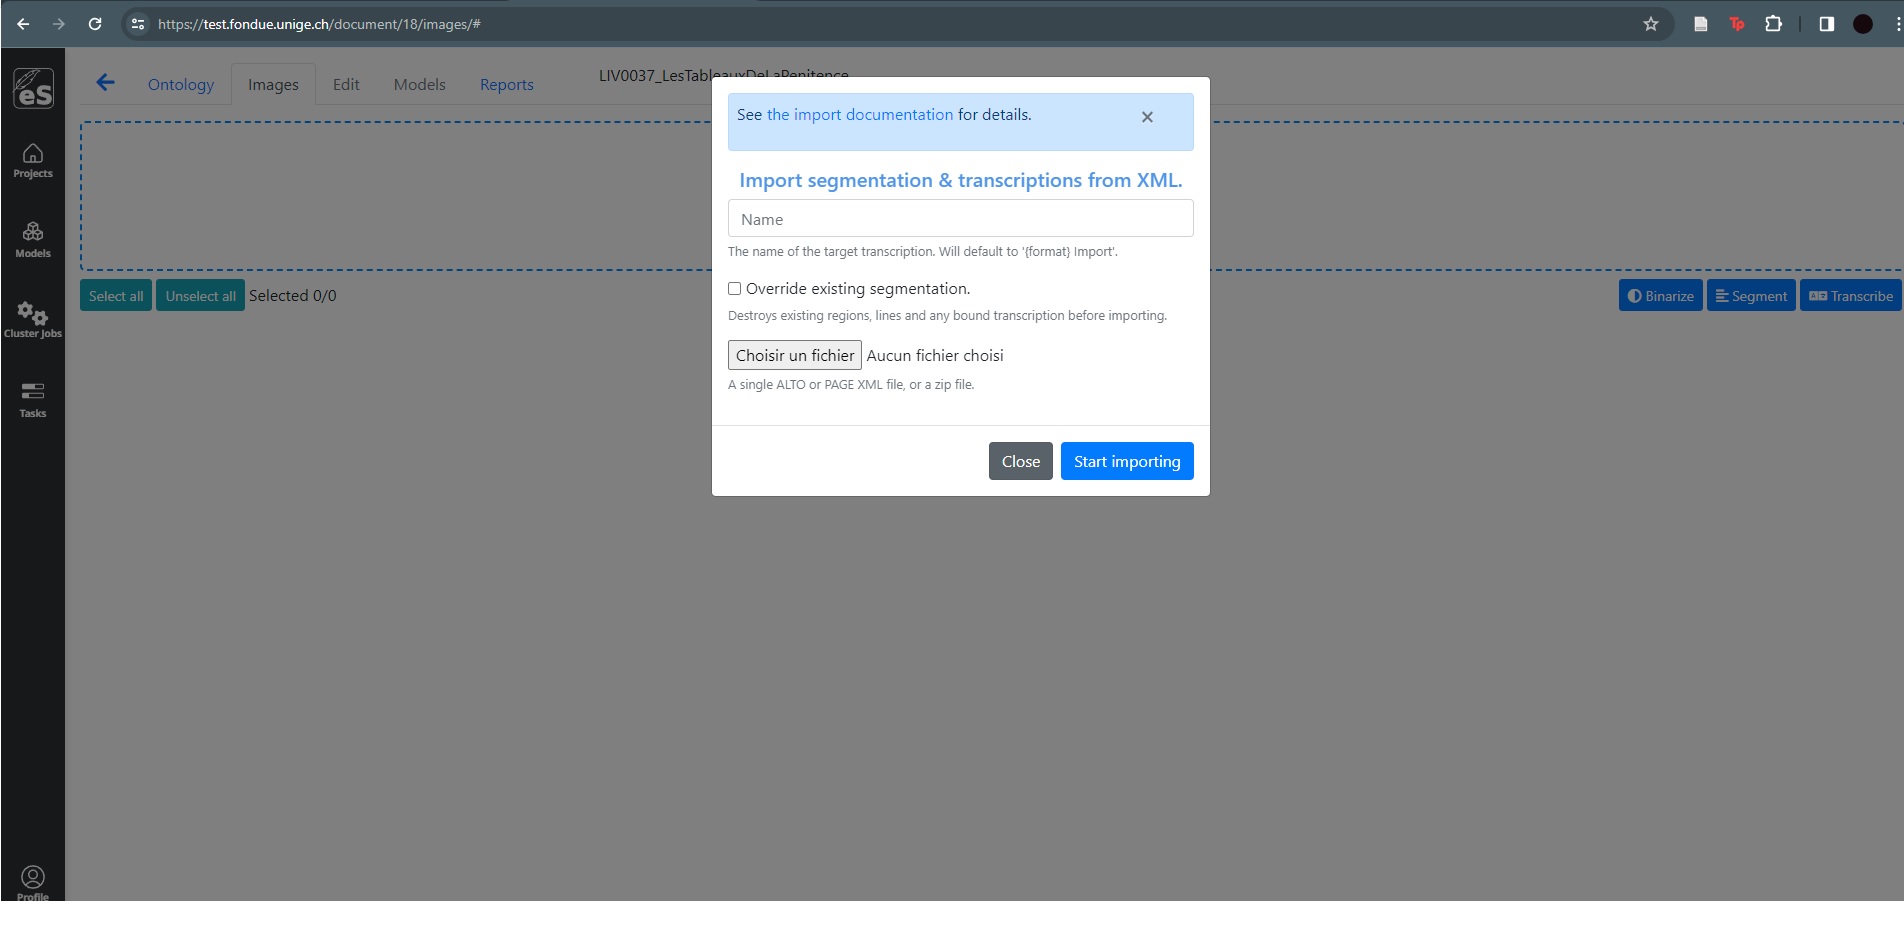 https://test.fondue.unige.ch/document/18/images/#
eS
Ontology
Images
Edit
Models
Reports
LIV0037_LesTableauxDeLaPenitence
Projects
Models
Cluster Jobs
Tasks
Profile
See the import documentation for details. ×
Import segmentation & transcriptions from XML.
Name
The name of the target transcription. Will default to '{format} Import'.
Override existing segmentation.
Destroys existing regions, lines and any bound transcription before importing.
Choisir un fichier Aucun fichier choisi
A single ALTO or PAGE XML file, or a zip file.
Close
Start importing
Select all
Unselect all
Selected 0/0
Binarize
Segment
Transcribe